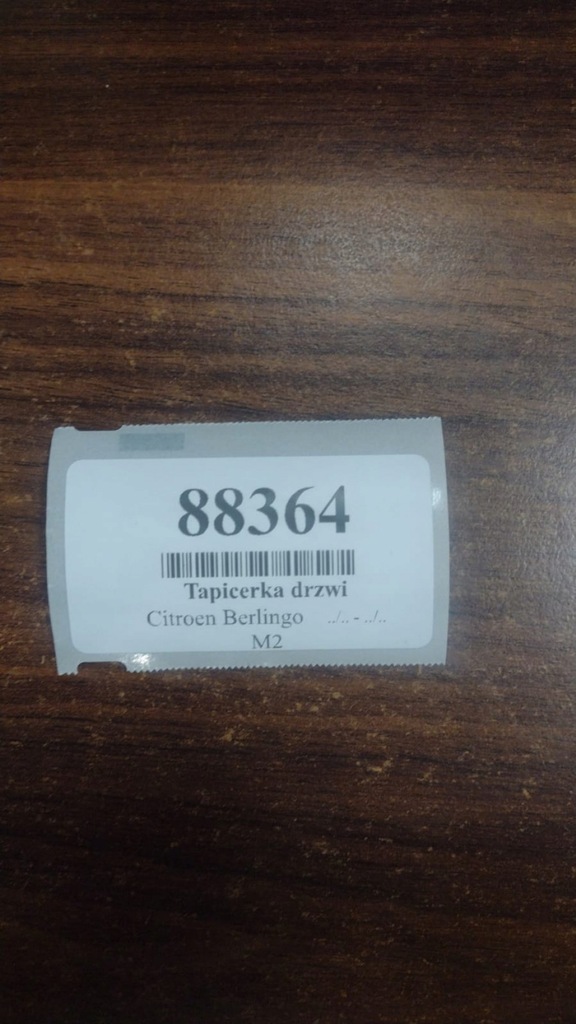 88364
Tapicerka drzwi
Citroen Berlingo ../.. - ../..
M2